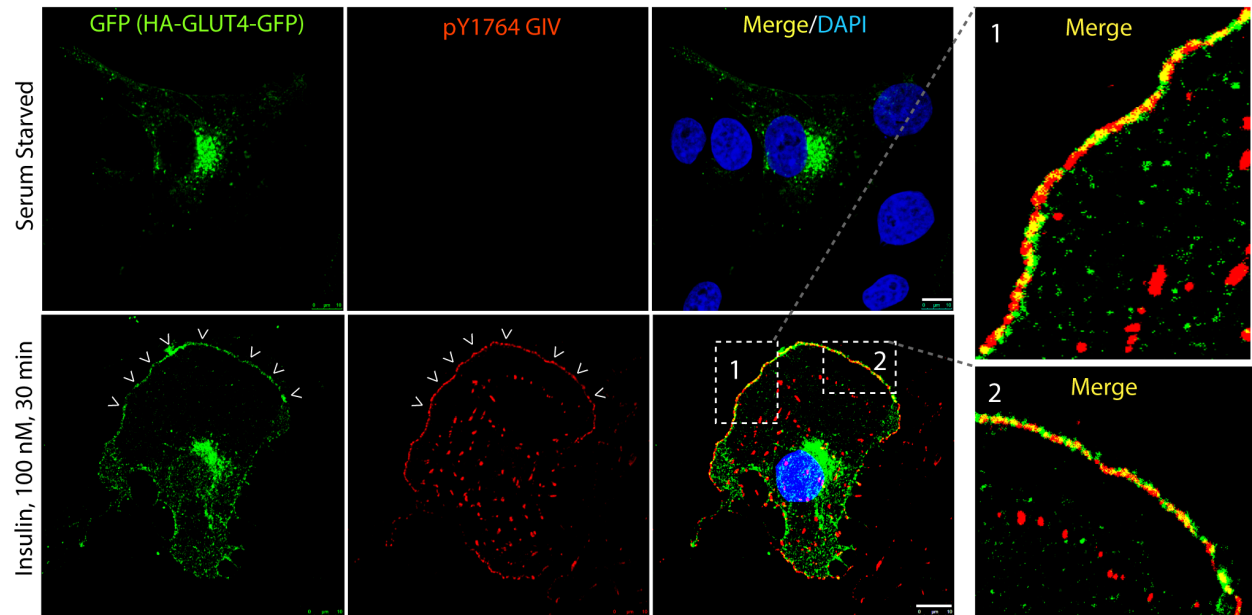 GFP (HA-GLUT4-GFP)
pY1764 GIV
Merge/DAPI
1
Merge
Serum Starved
Insulin, 100 nM, 30 min
1
2
2
Merge